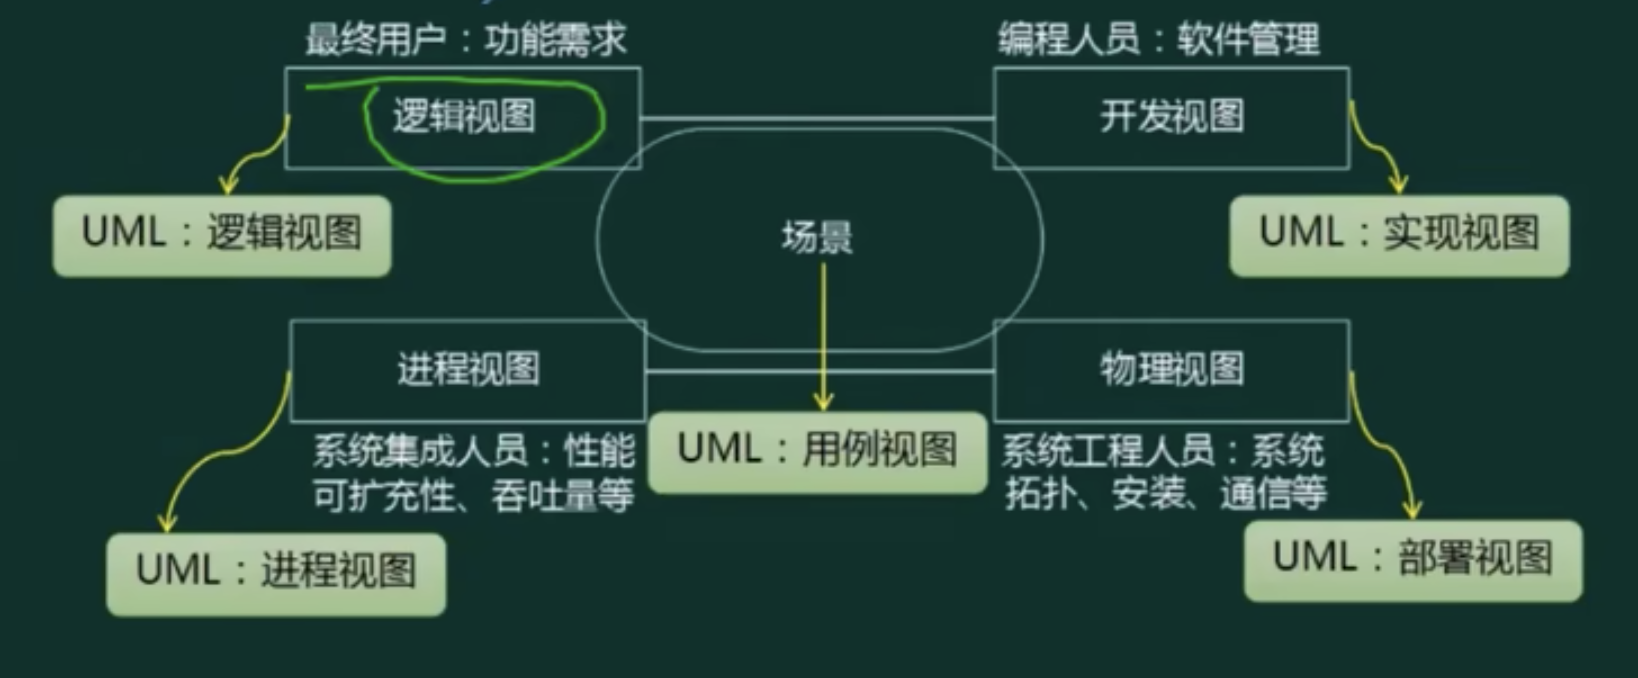 最终用户：功能需求
编程人员：软件管理
逻辑视图
开发视图
UML：逻辑视图
场景
UML：实现视图
进程视图
物理视图
系统集成人员：性能
可扩充性、吞吐量等
UML：用例视图
系统工程人员：系统
拓扑、安装、通信等
UML：进程视图
UML：部署视图